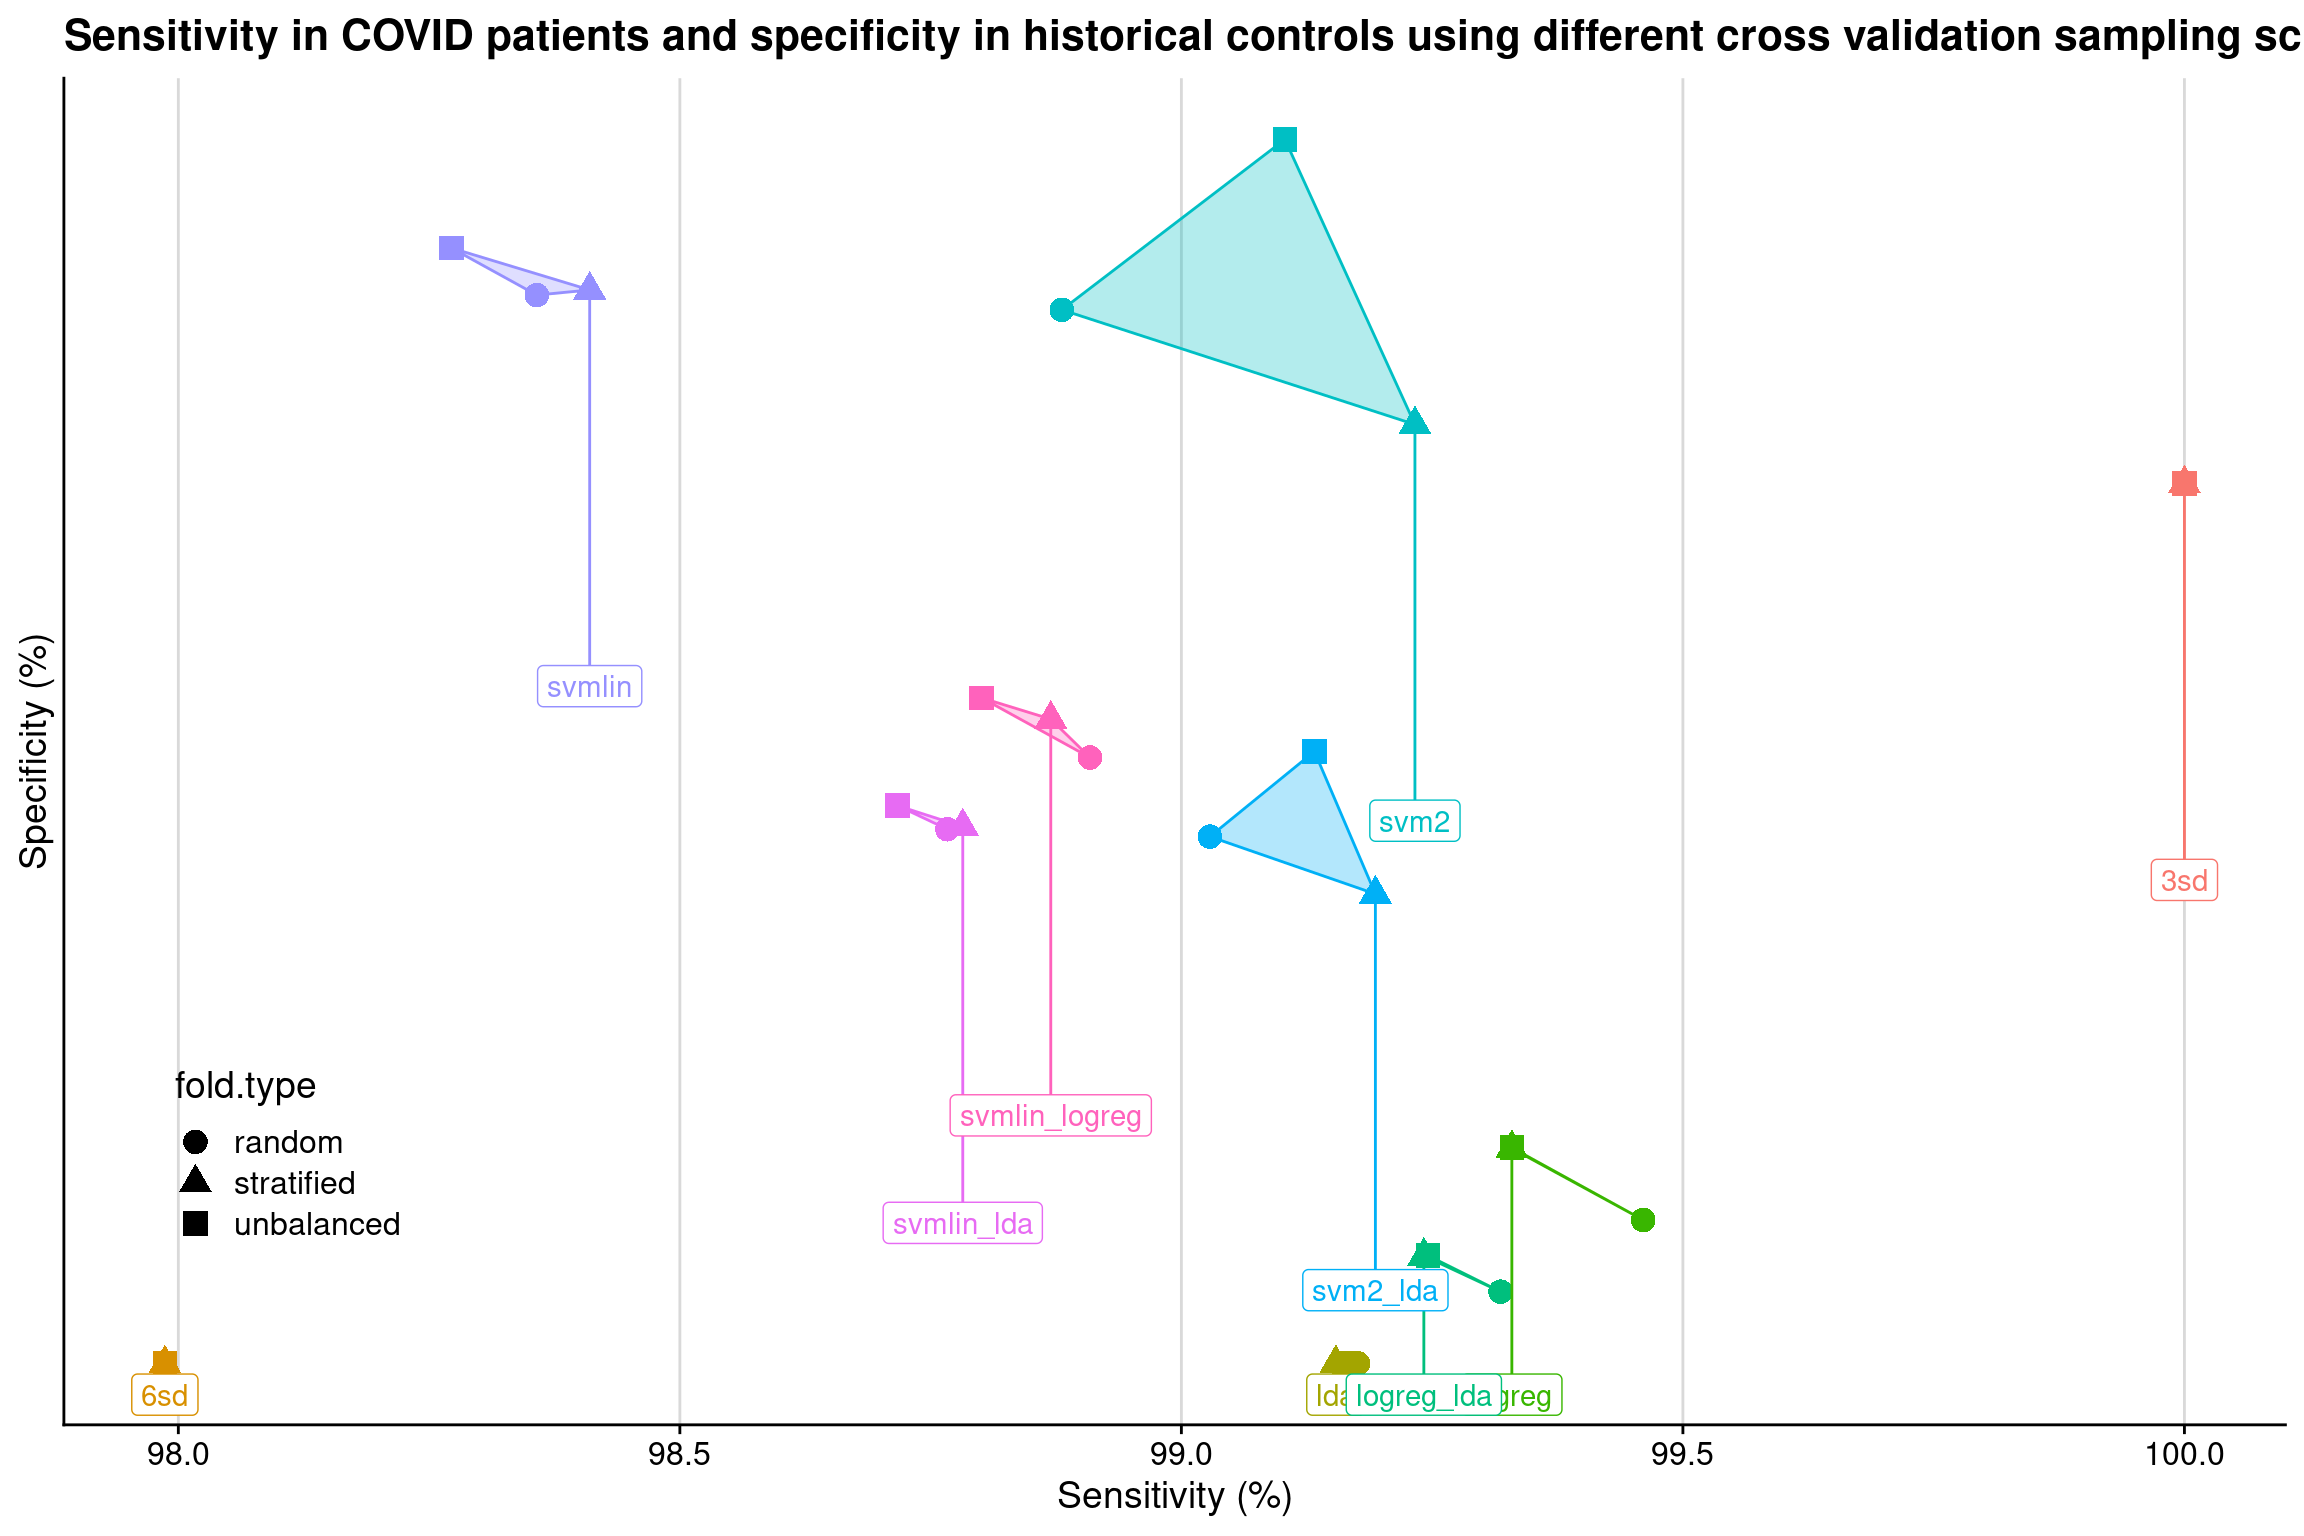 Sensitivity in COVID patients and specificity in historical controls using different cross validation sampling sc
Specificity (%)
svmlin
svm2
3sd
svmlin_logreg
svmlin_lda
svm2_lda
fold.type
random
stratified
unbalanced
6sd
lda
logreg_lda
greg
98.0
98.5
99.0
99.5
100.0
Sensitivity (%)